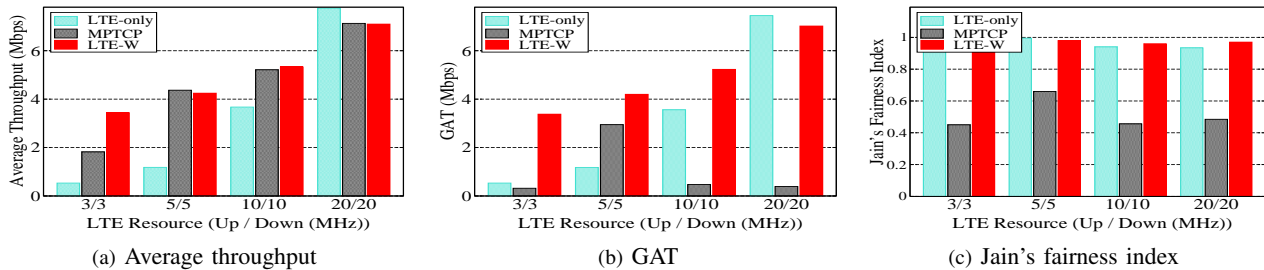 Average Throughput (Mbps)
6
4
2
0
LTE-only
MPTCP
LTE-W
3/3 5/5 10/10 20/20
LTE Resource (Up / Down (MHz))
(a) Average throughput
GAT (Mbps)
6
4
2
0
LTE-only
MPTCP
LTE-W
3/3 5/5 10/10 20/20
LTE Resource (Up / Down (MHz))
(b) GAT
Jain's Fairness Index
1
0.8
0.6
0.4
0.2
0
LTE-only
MPTCP
LTE-W
3/3 5/5 10/10 20/20
LTE Resource (Up / Down (MHz))
(c) Jain's fairness index